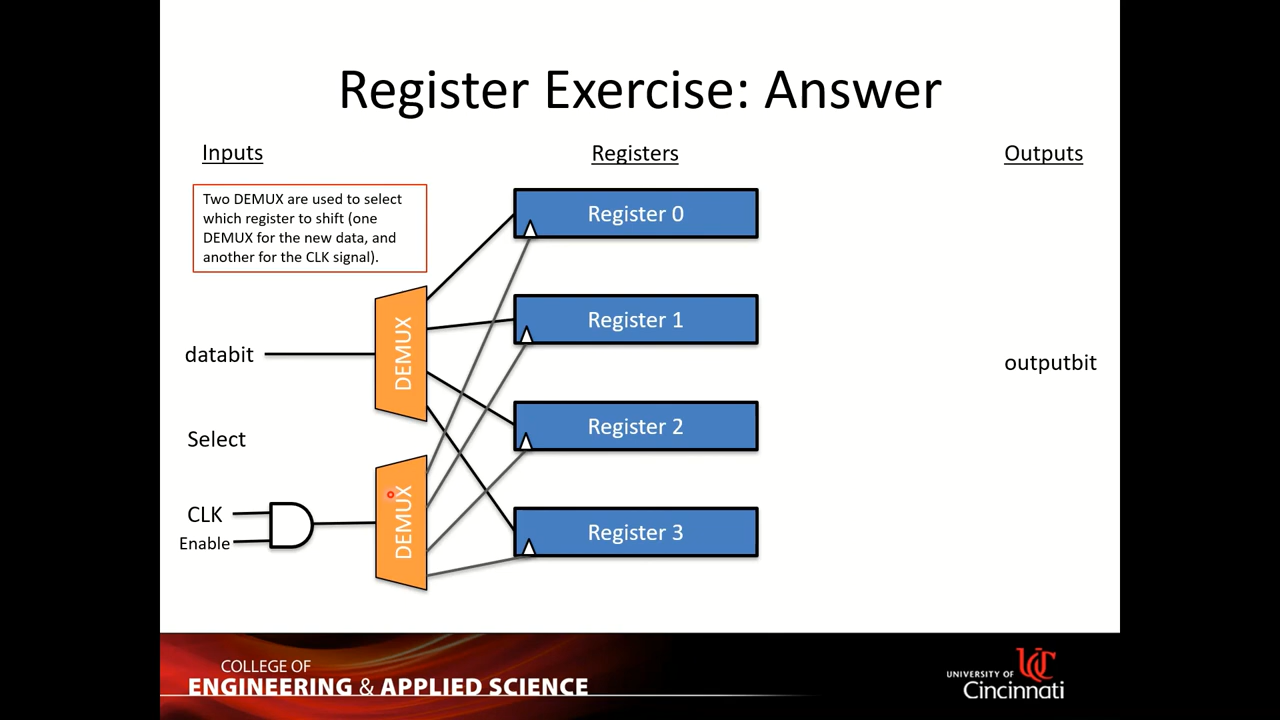 Register Exercise: Answer
Inputs
Registers
Outputs
Two DEMUX are used to select
which register to shift (one
DEMUX for the new data, and
another for the CLK signal).
Register 0
Register 1
DEMUX
databit
outputbit
Register 2
Select
DEMUX
CLK
Enable
Register 3
COLLEGE OF
ENGINEERING & APPLIED SCIENCE
UC
UNIVERSITY OF
Cincinnati